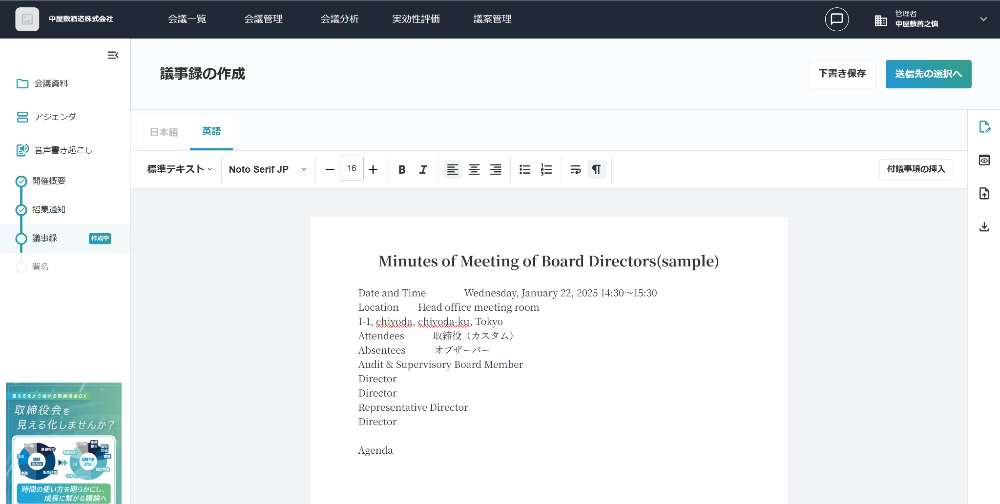 中屋敷酒造株式会社
会議一覧
会議管理
会議分析
実効性評価
議案管理
管理者
中屋敷善之慎
会議資料
アジェンダ
音声書き起こし
開催概要
招集通知
議事録
作成中
署名
議事録の作成
下書き保存
送信先の選択へ
日本語
英語
標準テキスト
Noto Serif JP
16
付議事項の挿入
Minutes of Meeting of Board Directors(sample)
Date and Time Wednesday, January 22, 2025 14:30〜15:30
Location Head office meeting room
1-1, chiyoda, chiyoda-ku, Tokyo
Attendees 取締役（カスタム）
Absentees オブザーバー
Audit & Supervisory Board Member
Director
Director
Representative Director
Director
Agenda
見える化から始める取締役会DX
取締役会を
見える化しませんか？
その他
業績報告
規定
現状
Before
稟議
販売計画
その他
業績報告
販売計画
稟議
報酬設計
目指す姿
After
IR
経営戦略
サクセッション
時間の使い方を明らかにし、
成長に繋がる議論へ